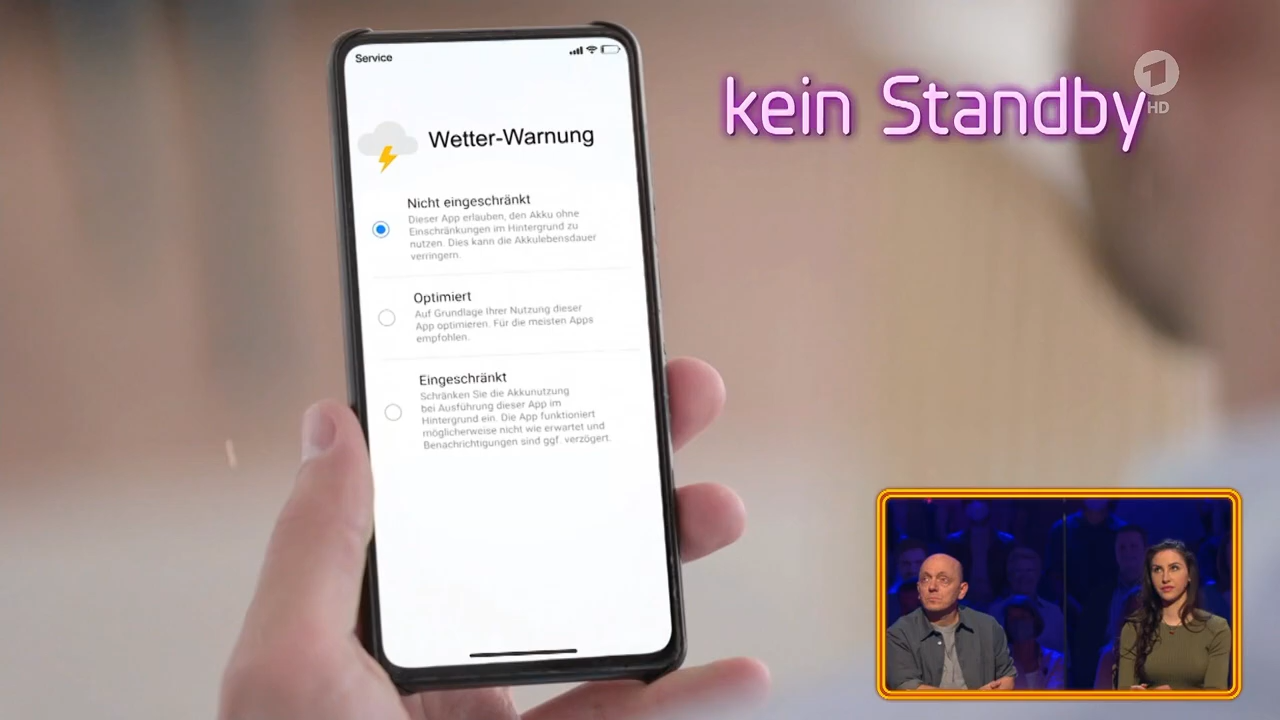 Service
kein Standby
1
HD
Wetter-Warnung
Nicht eingeschränkt
Dieser App erlauben, den Akku ohne
Einschränkungen im Hintergrund zu
nutzen. Dies kann die Akkulebensdauer
verringern.
Optimiert
Auf Grundlage Ihrer Nutzung dieser
App optimieren. Für die meisten Apps
empfohlen.
Eingeschränkt
Schränken Sie die Akkunutzung
bei Ausführung dieser App im
Hintergrund ein. Die App funktioniert
möglicherweise nicht wie erwartet und
Benachrichtigungen sind ggf. verzögert.